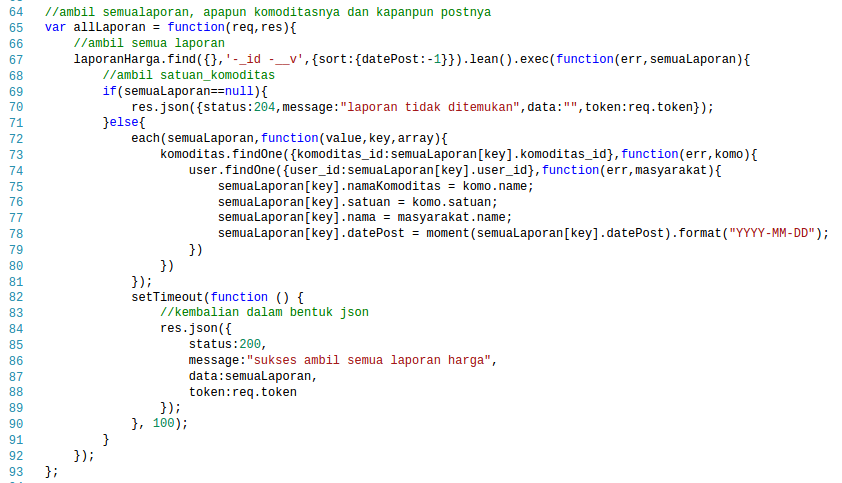 64 //ambil semualaporan, apapun komoditasnya dan kapanpun postnya
65 var allLaporan = function(req,res){
66 //ambil semua laporan
67 laporanHarga.find({},'-_id -__v',{sort:{datePost:-1}}).lean().exec(function(err,semuaLaporan){
68 //ambil satuan_komoditas
69 if(semuaLaporan==null){
70 res.json({status:204,message:"laporan tidak ditemukan",data:"",token:req.token});
71 }else{
72 each(semuaLaporan,function(value,key,array){
73 komoditas.findOne({komoditas_id:semuaLaporan[key].komoditas_id},function(err,komo){
74 user.findOne({user_id:semuaLaporan[key].user_id},function(err,masyarakat){
75 semuaLaporan[key].namaKomoditas = komo.name;
76 semuaLaporan[key].satuan = komo.satuan;
77 semuaLaporan[key].nama = masyarakat.name;
78 semuaLaporan[key].datePost = moment(semuaLaporan[key].datePost).format("YYYY-MM-DD");
79 })
80 })
81 });
82 setTimeout(function () {
83 //kembalian dalam bentuk json
84 res.json({
85 status:200,
86 message:"sukses ambil semua laporan harga",
87 data:semuaLaporan,
88 token:req.token
89 });
90 }, 100);
91 }
92 });
93 };